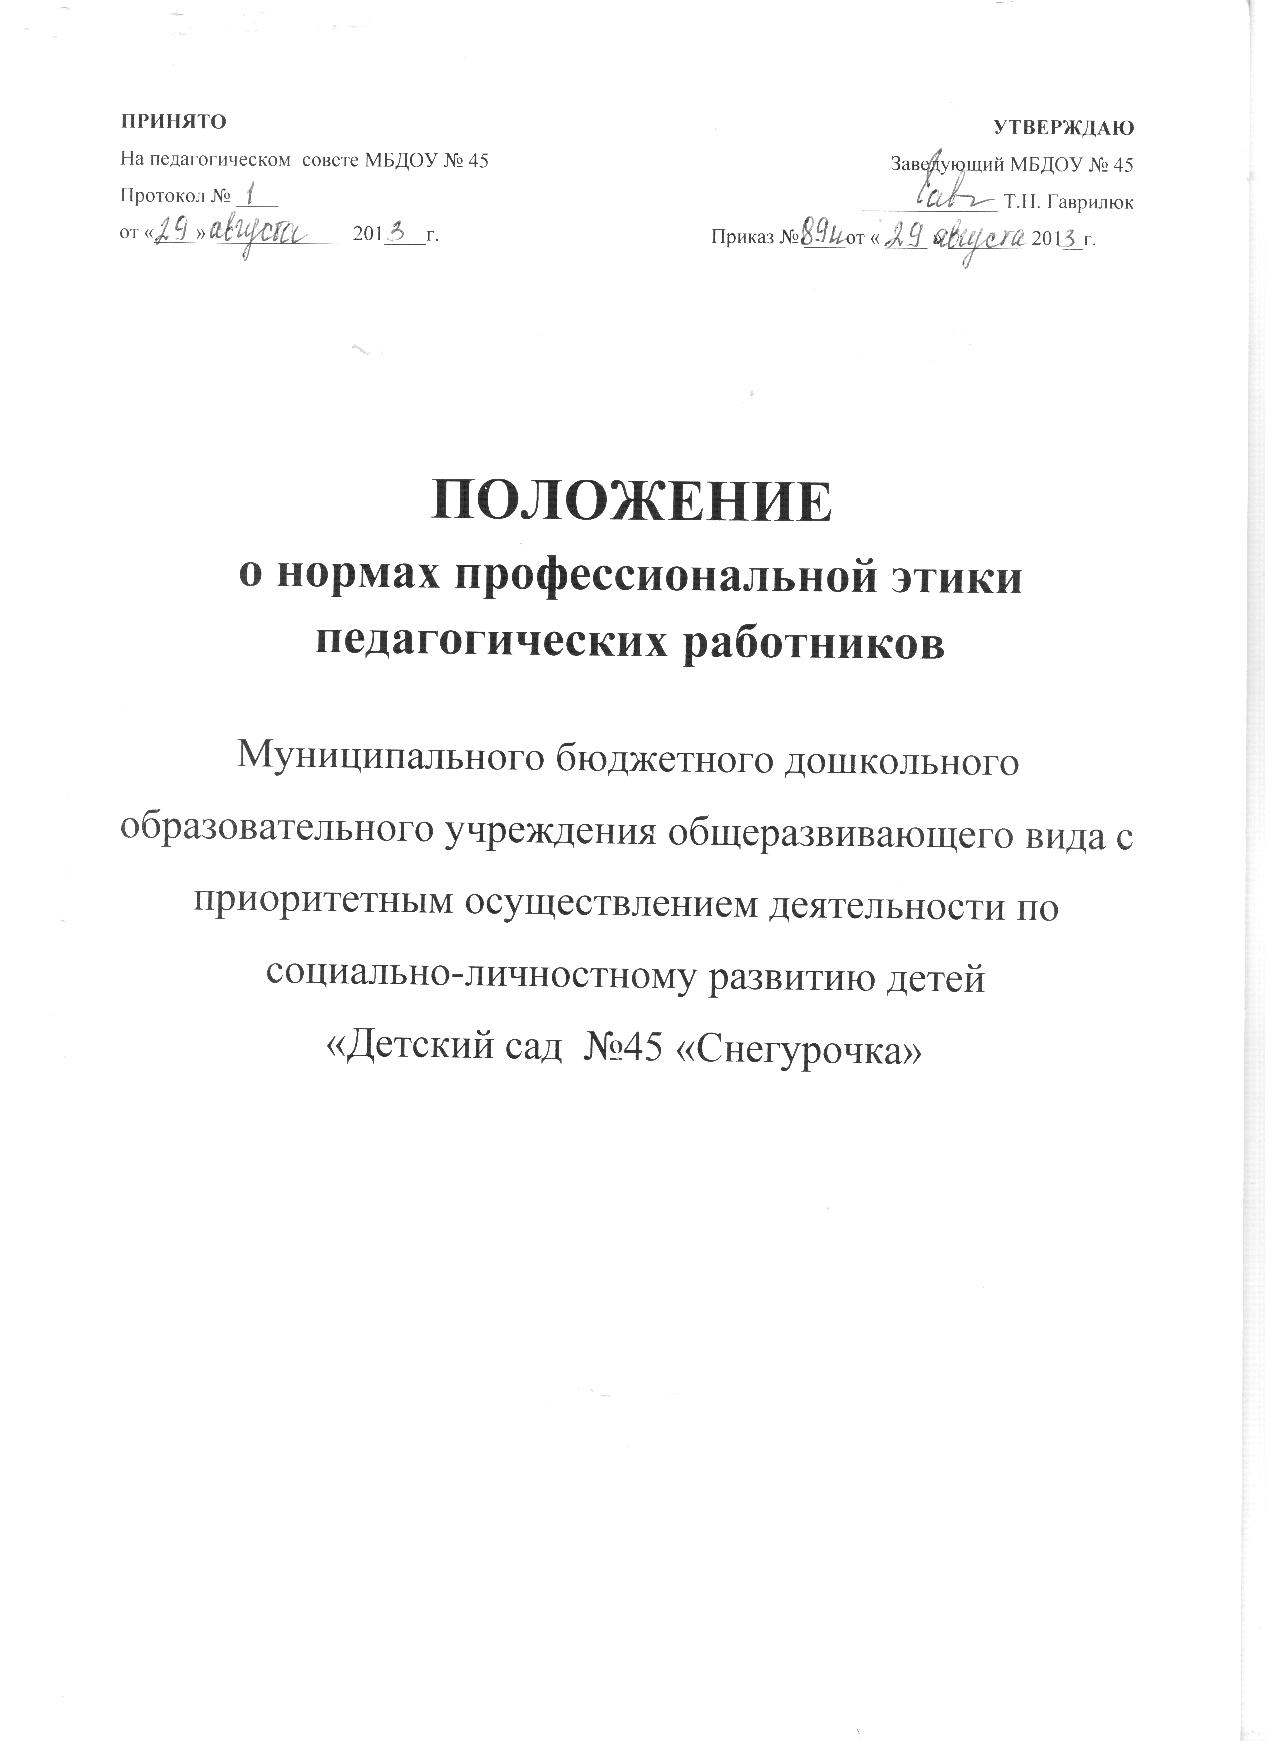 ПРИНЯТО
На педагогическом совете МБДОУ № 45
Протокол № 1
от «29» августа 2013 г.
УТВЕРЖДАЮ
Заведующий МБДОУ № 45
Т.Н. Гаврилюк
Приказ № от « 29 августа 2013 г.
ПОЛОЖЕНИЕ
о нормах профессиональной этики
педагогических работников
Муниципального бюджетного дошкольного
образовательного учреждения общеразвивающего вида с
приоритетным осуществлением деятельности по
социально-личностному развитию детей
«Детский сад №45 «Снегурочка»